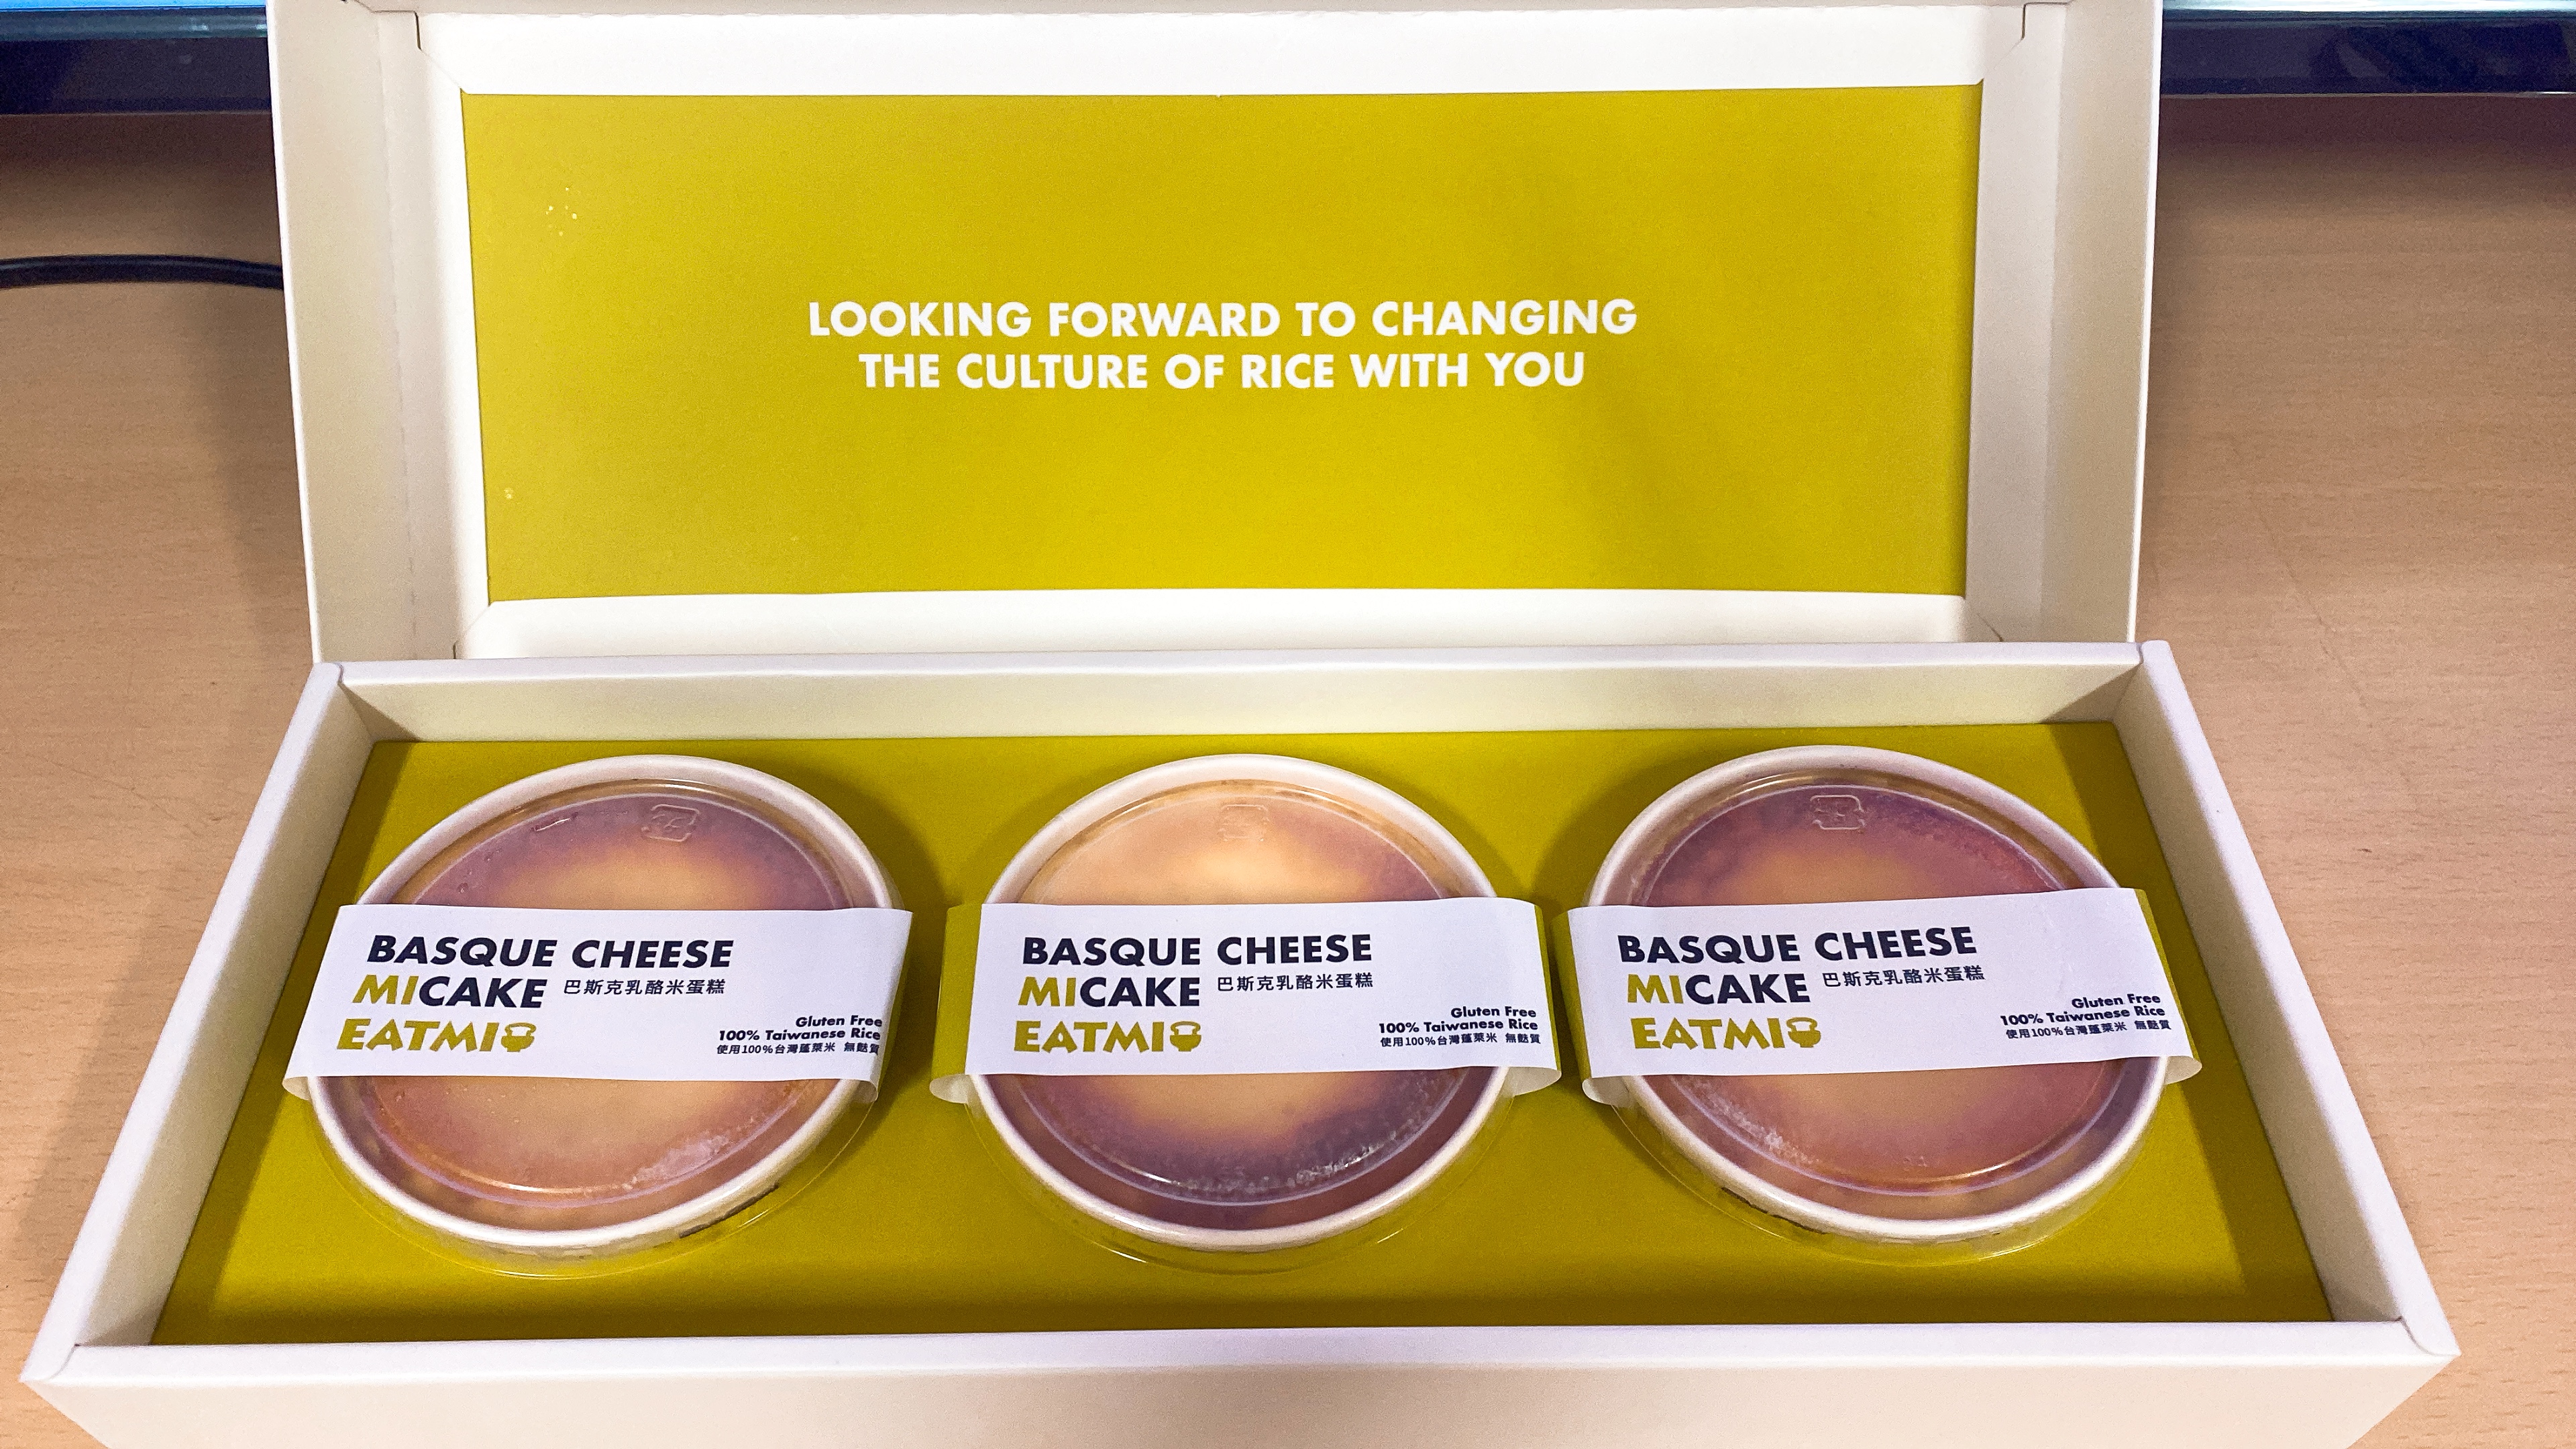 LOOKING FORWARD TO CHANGING
THE CULTURE OF RICE WITH YOU
BASQUE CHEESE
MICAKE 巴斯克乳酪米蛋糕
EATMI
Gluten Free
100% Taiwanese Rice
使用100%台灣蓬萊米 無麩質
BASQUE CHEESE
MICAKE 巴斯克乳酪米蛋糕
EATMI
Gluten Free
100% Taiwanese Rice
使用100%台灣蓬萊米 無麩質
BASQUE CHEESE
MICAKE 巴斯克乳酪米蛋糕
EATMI
Gluten Free
100% Taiwanese Rice
使用100%台灣蓬萊米 無麩質